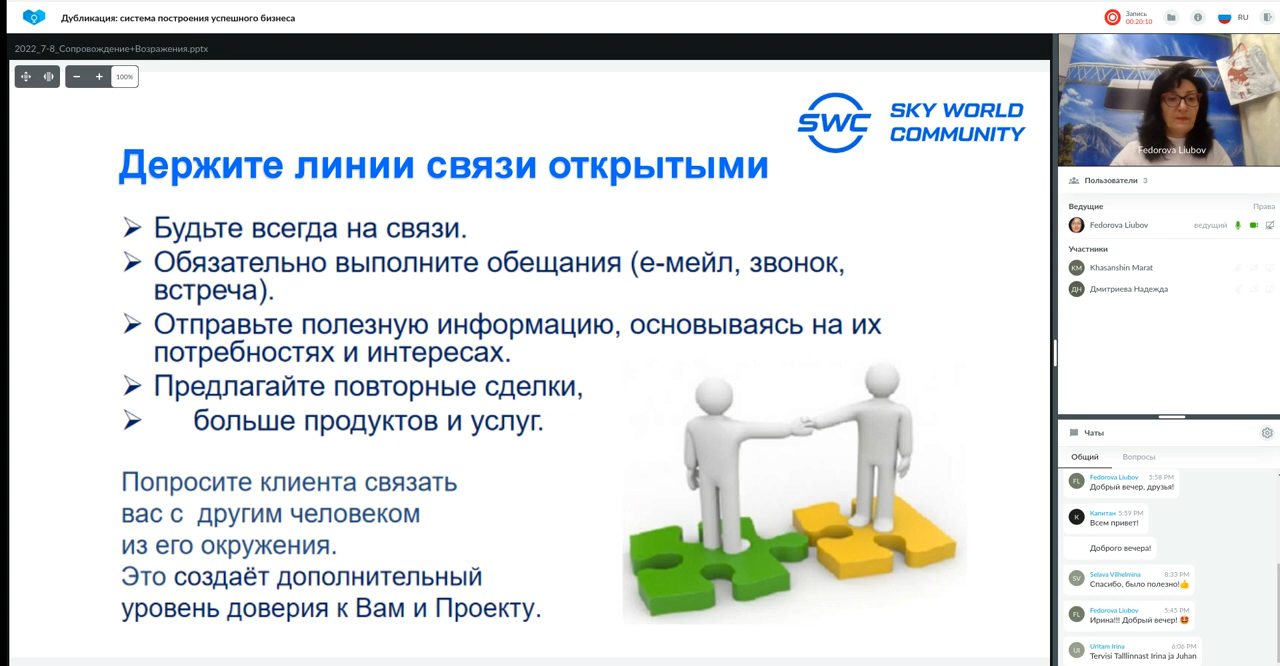 Дубликация: система построения успешного бизнеса
Запись
00:20:10
RU
2022_7-8_Сопровождение+Возражения.pptx
100%
SWC
SKY WORLD
COMMUNITY
Держите линии связи открытыми
Будьте всегда на связи.
Обязательно выполните обещания (е-мейл, звонок,
встреча).
Отправьте полезную информацию, основываясь на их
потребностях и интересах.
Предлагайте повторные сделки,
больше продуктов и услуг.
Попросите клиента связать
вас с другим человеком
из его окружения.
Это создаёт дополнительный
уровень доверия к Вам и Проекту.
Fedorova Liubov
Пользователи 3
Ведущие Права
Fedorova Liubov ведущий
Участники
KM Khasanshin Marat
ДН Дмитриева Надежда
Чаты
Общий Вопросы
FL Fedorova Liubov 5:58 PM
Добрый вечер, друзья!
К Капитан 5:59 PM
Всем привет!
Доброго вечера!
SV Selava Vilhelmina 8:33 PM
Спасибо, было полезно!👍
FL Fedorova Liubov 5:45 PM
Ирина!!! Добрый вечер! 🤩
UI Uritam Irina 6:06 PM
Tervisi Talllinnast Irina ja Juhan